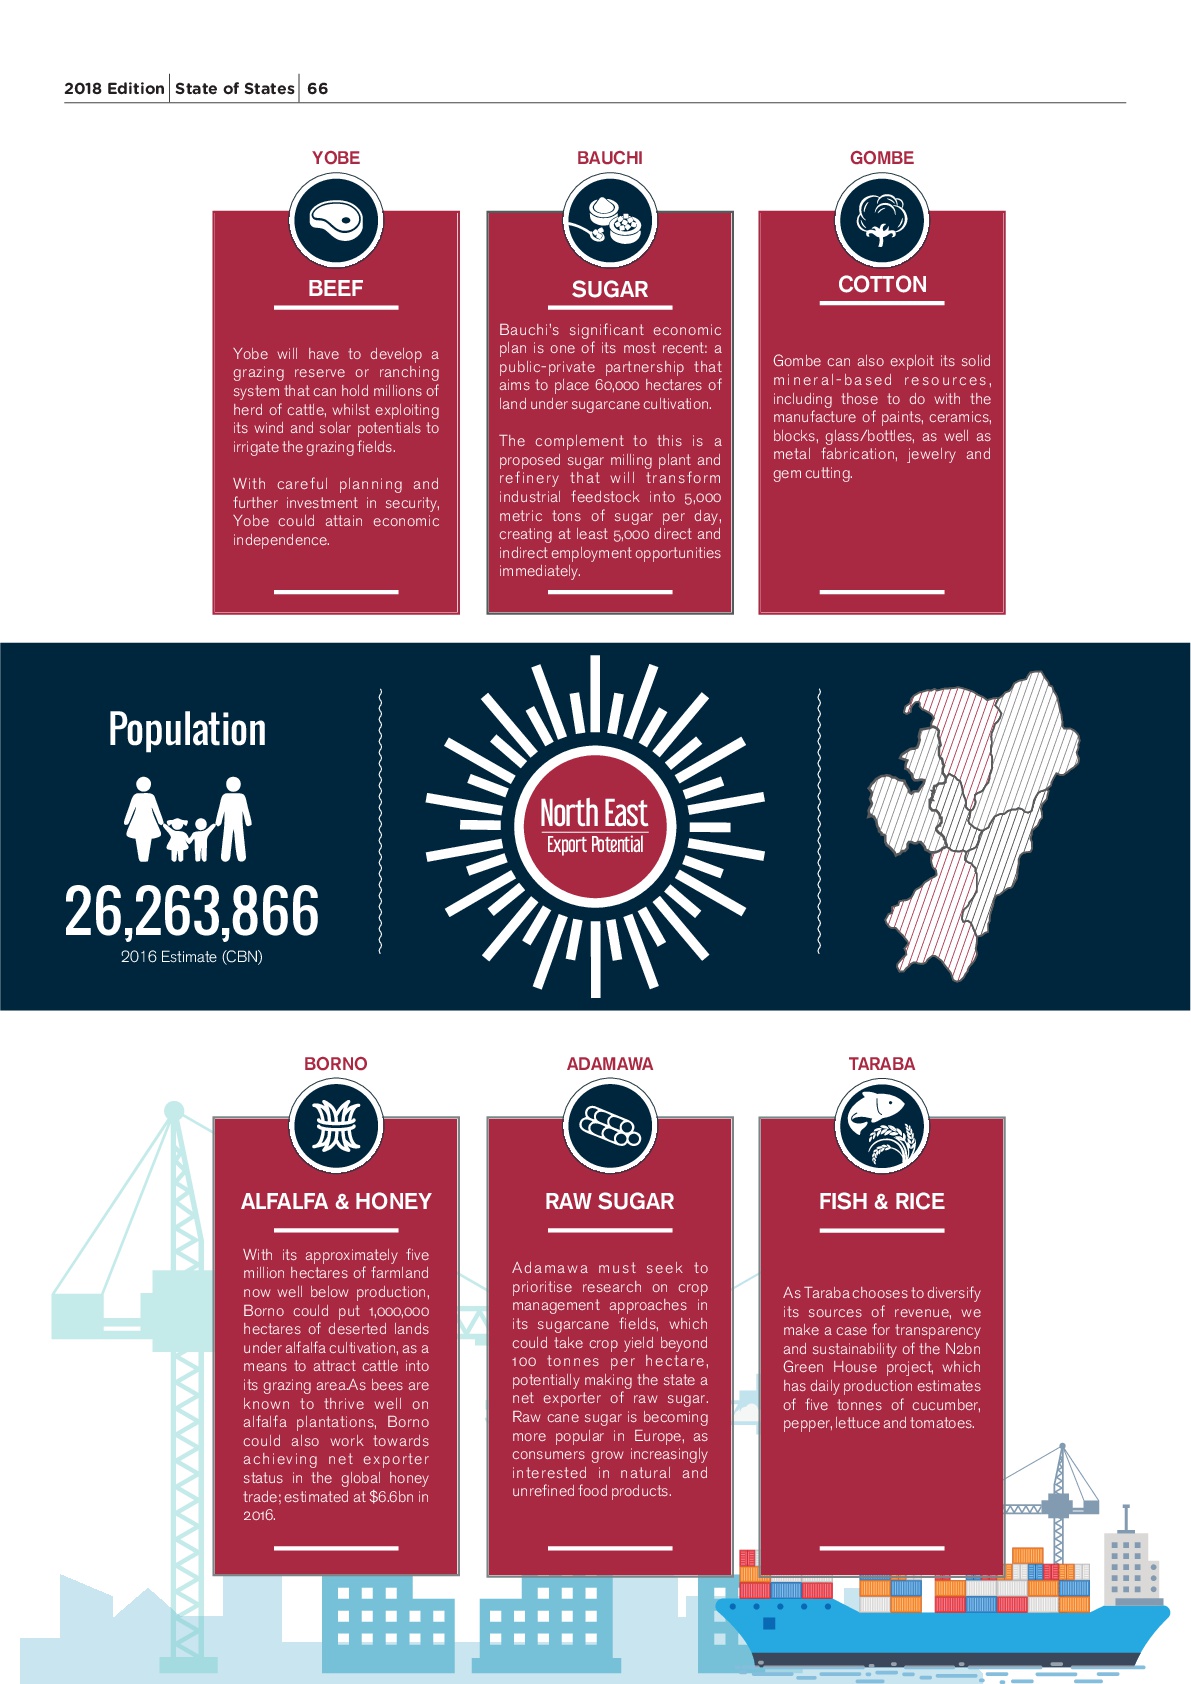 2018 Edition State of States 66
YOBE
BEEF
Yobe will have to develop a
grazing reserve or ranching
system that can hold millions of
herd of cattle, whilst exploiting
its wind and solar potentials to
irrigate the grazing fields.
With careful planning and
further investment in security,
Yobe could attain economic
independence.
BAUCHI
SUGAR
Bauchi's significant economic
plan is one of its most recent: a
public-private partnership that
aims to place 60,000 hectares of
land under sugarcane cultivation.
The complement to this is a
proposed sugar milling plant and
refinery that will transform
industrial feedstock into 5,000
metric tons of sugar per day,
creating at least 5,000 direct and
indirect employment opportunities
immediately.
GOMBE
COTTON
Gombe can also exploit its solid
mineral-based resources,
including those to do with the
manufacture of paints, ceramics,
blocks, glass/bottles, as well as
metal fabrication, jewelry and
gem cutting.
Population
26,263,866
2016 Estimate (CBN)
North East
Export Potential
BORNO
ALFALFA & HONEY
With its approximately five
million hectares of farmland
now well below production,
Borno could put 1,000,000
hectares of deserted lands
under alfalfa cultivation, as a
means to attract cattle into
its grazing area.As bees are
known to thrive well on
alfalfa plantations, Borno
could also work towards
achieving net exporter
status in the global honey
trade; estimated at $6.6bn in
2016.
ADAMAWA
RAW SUGAR
Adamawa must seek to
prioritise research on crop
management approaches in
its sugarcane fields, which
could take crop yield beyond
100 tonnes per hectare,
potentially making the state a
net exporter of raw sugar.
Raw cane sugar is becoming
more popular in Europe, as
consumers grow increasingly
interested in natural and
unrefined food products.
TARABA
FISH & RICE
As Taraba chooses to diversify
its sources of revenue, we
make a case for transparency
and sustainability of the N2bn
Green House project, which
has daily production estimates
of five tonnes of cucumber,
pepper, lettuce and tomatoes.